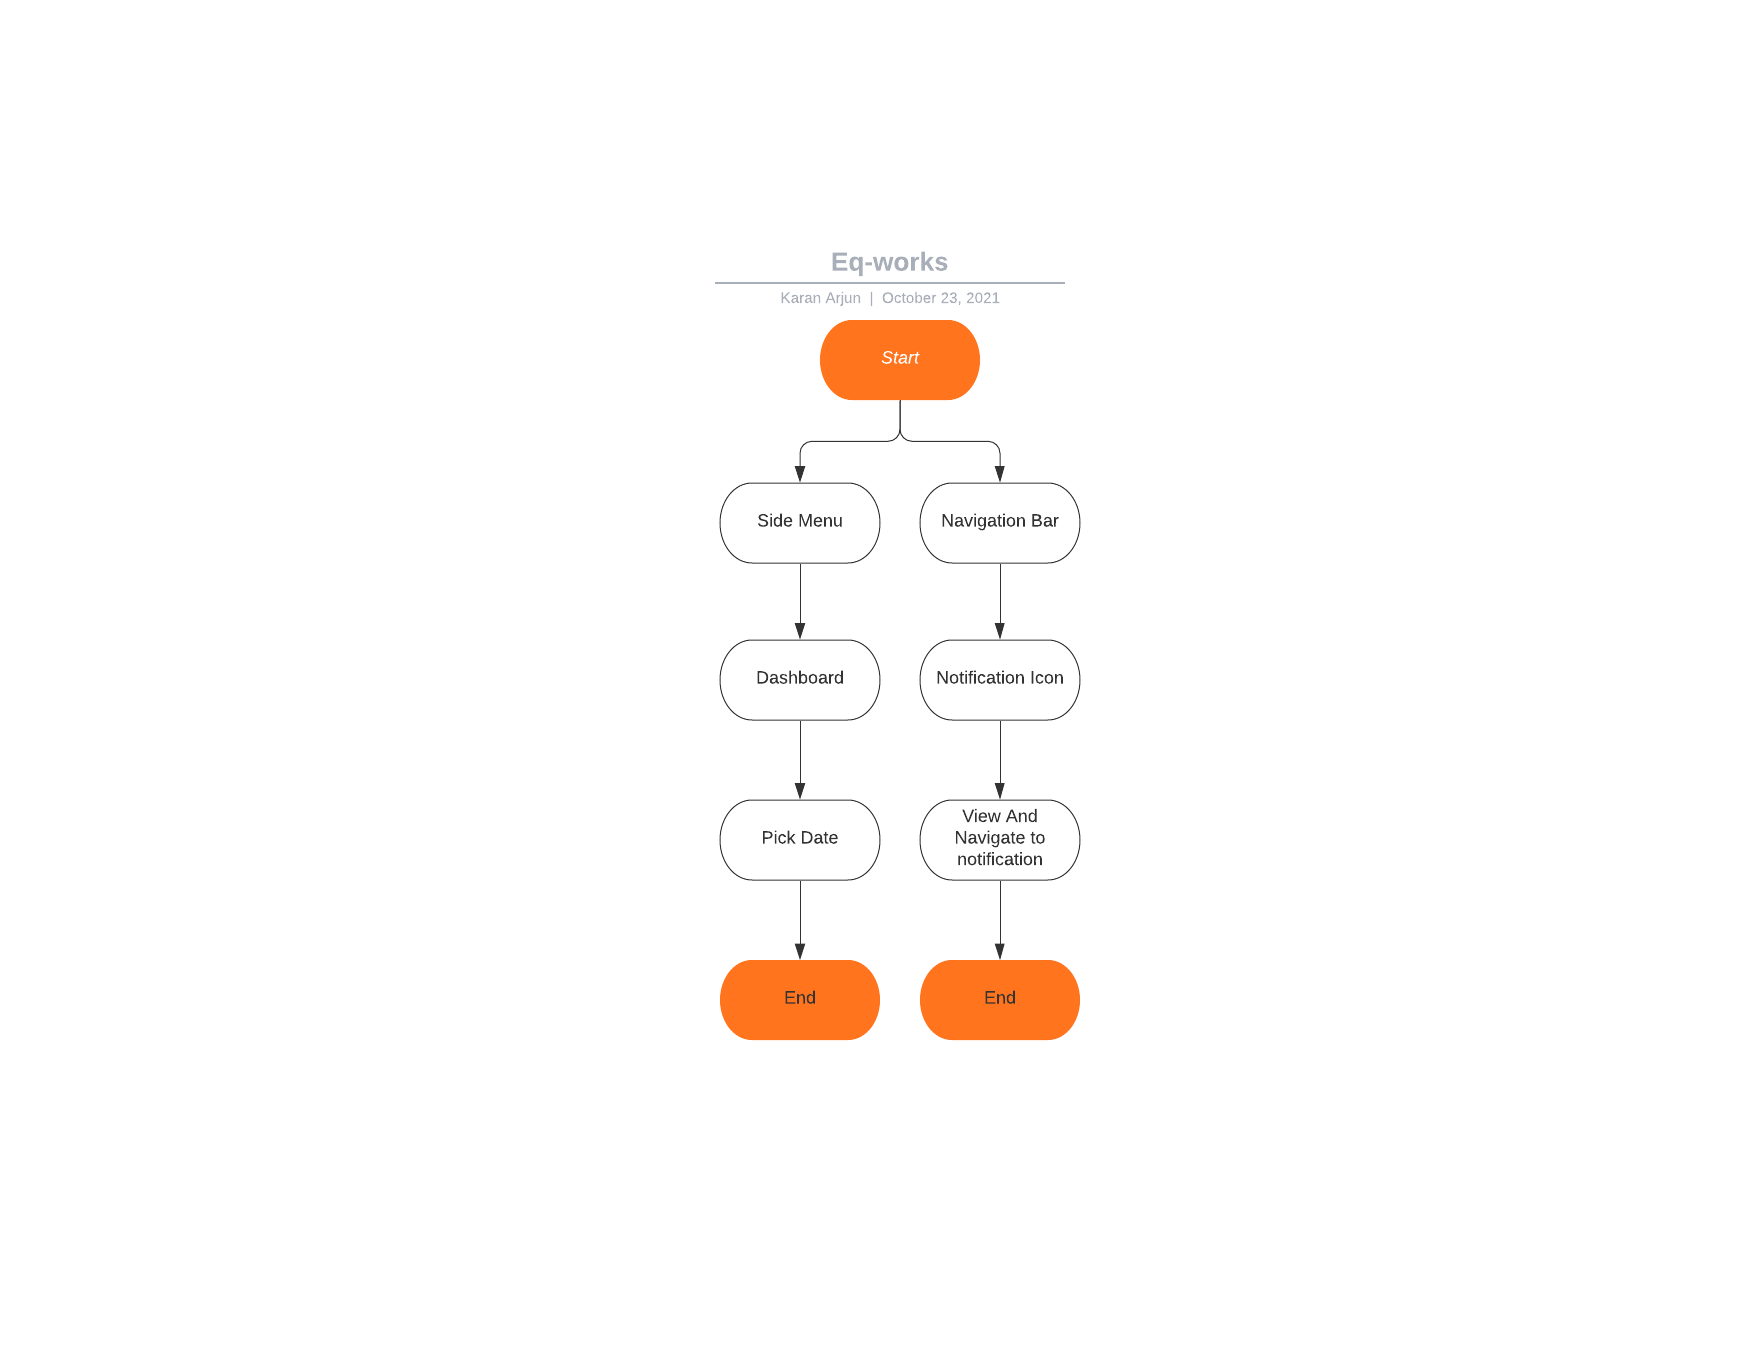 Eq-works
Karan Arjun | October 23, 2021
Start
Side Menu
Navigation Bar
Dashboard
Notification Icon
Pick Date
View And
Navigate to
notification
End
End